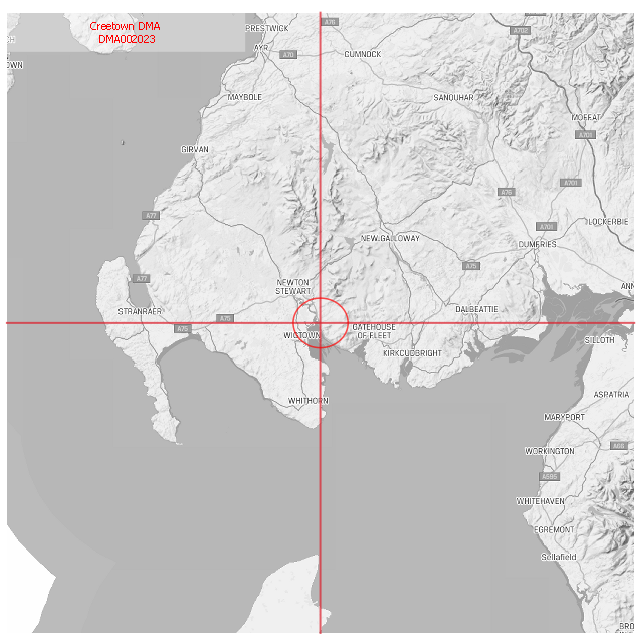 Creetown DMA
DMA002023
PRESTWICK
A76
A702
AYR
A70
CUMNOCK
OWN
MAYBOLE
SANQUHAR
MOFFAT
A701
GIRVAN
A701
A76
A77
LOCKERBIE
A701
NEW GALLOWAY
DUMFRIES
A75
A77
NEWTON
STEWART
ANN
STRANRAER
DALBEATTIE
A75
A75
GATEHOUSE
OF FLEET
WIGTOWN
SILLOTH
KIRKCUDBRIGHT
ASPATRIA
WHITHORN
MARYPORT
A66
WORKINGTON
A595
WHITEHAVEN
EGREMONT
Sellafield
BRO